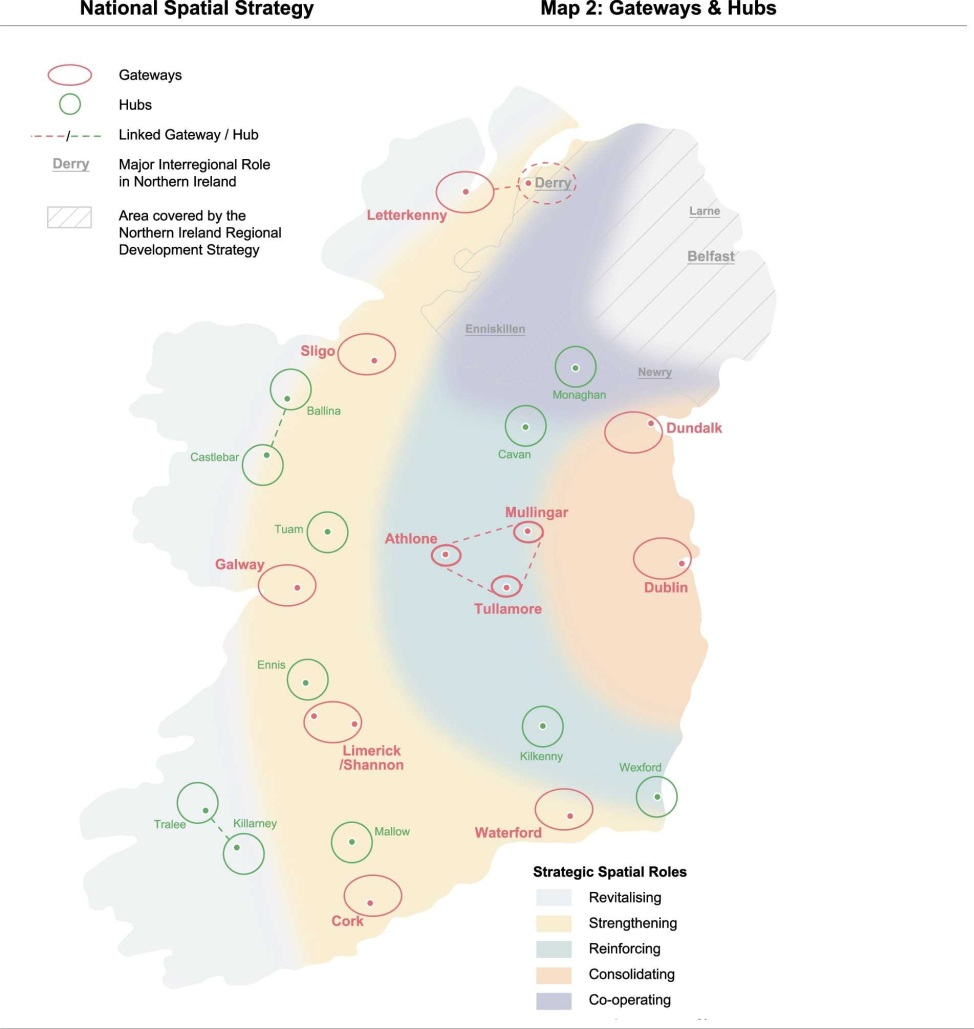 National Spatial Strategy
Map 2: Gateways & Hubs
Gateways
Hubs
Linked Gateway / Hub
Derry
Major Interregional Role
in Northern Ireland
Area covered by the
Northern Ireland Regional
Development Strategy
Derry
Letterkenny
Larne
Belfast
Enniskillen
Sligo
Newry
Monaghan
Ballina
Dundalk
Castlebar
Cavan
Mullingar
Tuam
Athlone
Galway
Dublin
Tullamore
Ennis
Limerick
/Shannon
Kilkenny
Wexford
Tralee
Killarney
Mallow
Waterford
Cork
Strategic Spatial Roles
Revitalising
Strengthening
Reinforcing
Consolidating
Co-operating